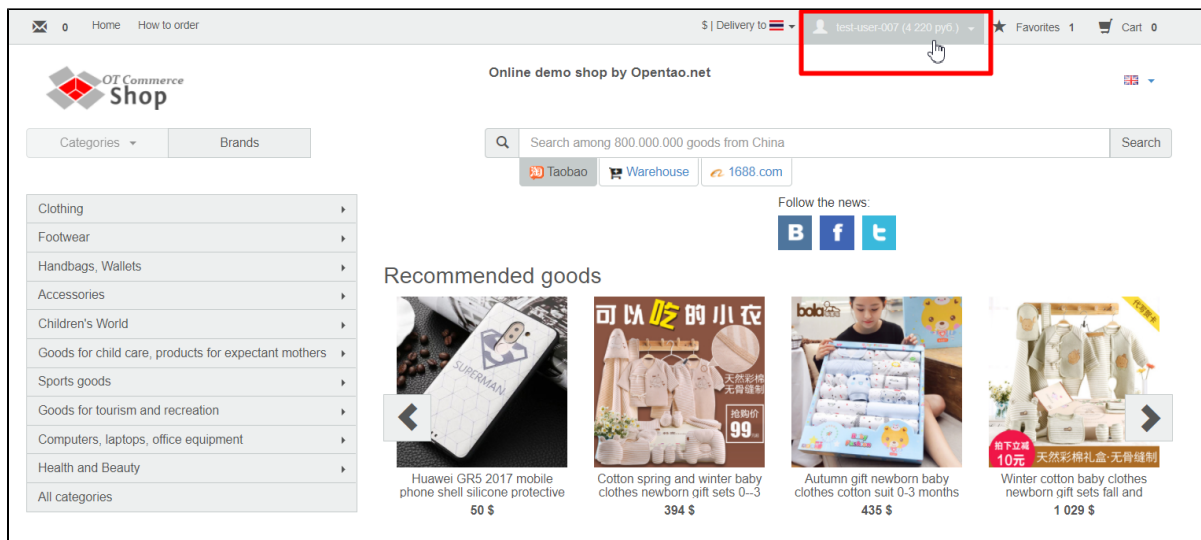 0 Home How to order $ | Delivery to test-user-007 (4 220 руб.) Favorites 1 Cart 0
OT Commerce
Shop
Online demo shop by Opentao.net
Categories Brands
Search among 800.000.000 goods from China Search
Taobao Warehouse 1688.com
Clothing
Footwear
Handbags, Wallets
Accessories
Children's World
Goods for child care, products for expectant mothers
Sports goods
Goods for tourism and recreation
Computers, laptops, office equipment
Health and Beauty
All categories
Follow the news:
Recommended goods
SUPERMAN
Huawei GR5 2017 mobile
phone shell silicone protective
50 $
可以吃的小衣
天然彩棉
无骨缝制
抢购价
99
Cotton spring and winter baby
clothes newborn gift sets 0--3
394 $
bola
Autumn gift newborn baby
clothes cotton suit 0-3 months
435 $
代写贺卡
拍下立减
10元
天然彩棉礼盒·无骨缝制
Winter cotton baby clothes
newborn gift sets fall and
1 029 $